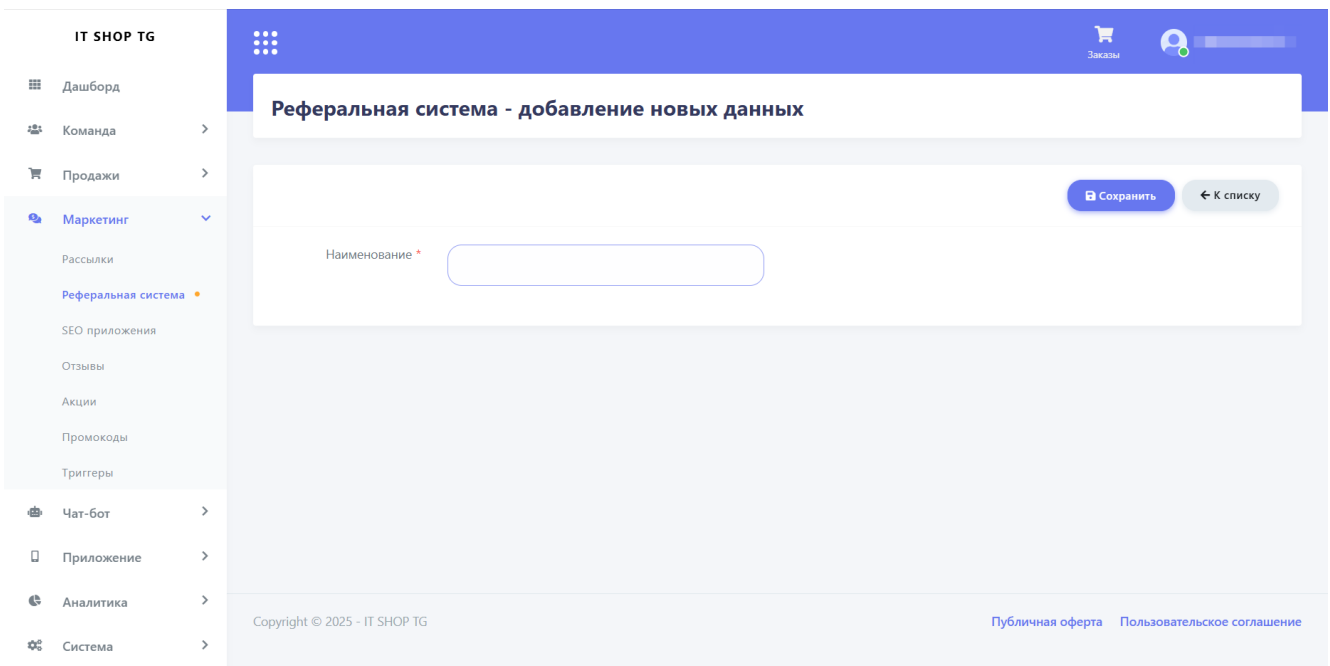 IT SHOP TG
Заказы
Дашборд
Команда
Продажи
Маркетинг
Рассылки
Реферальная система
SEO приложения
Отзывы
Акции
Промокоды
Триггеры
Чат-бот
Приложение
Аналитика
Система
Реферальная система - добавление новых данных
Сохранить
К списку
Наименование *
Copyright © 2025 - IT SHOP TG
Публичная оферта Пользовательское соглашение